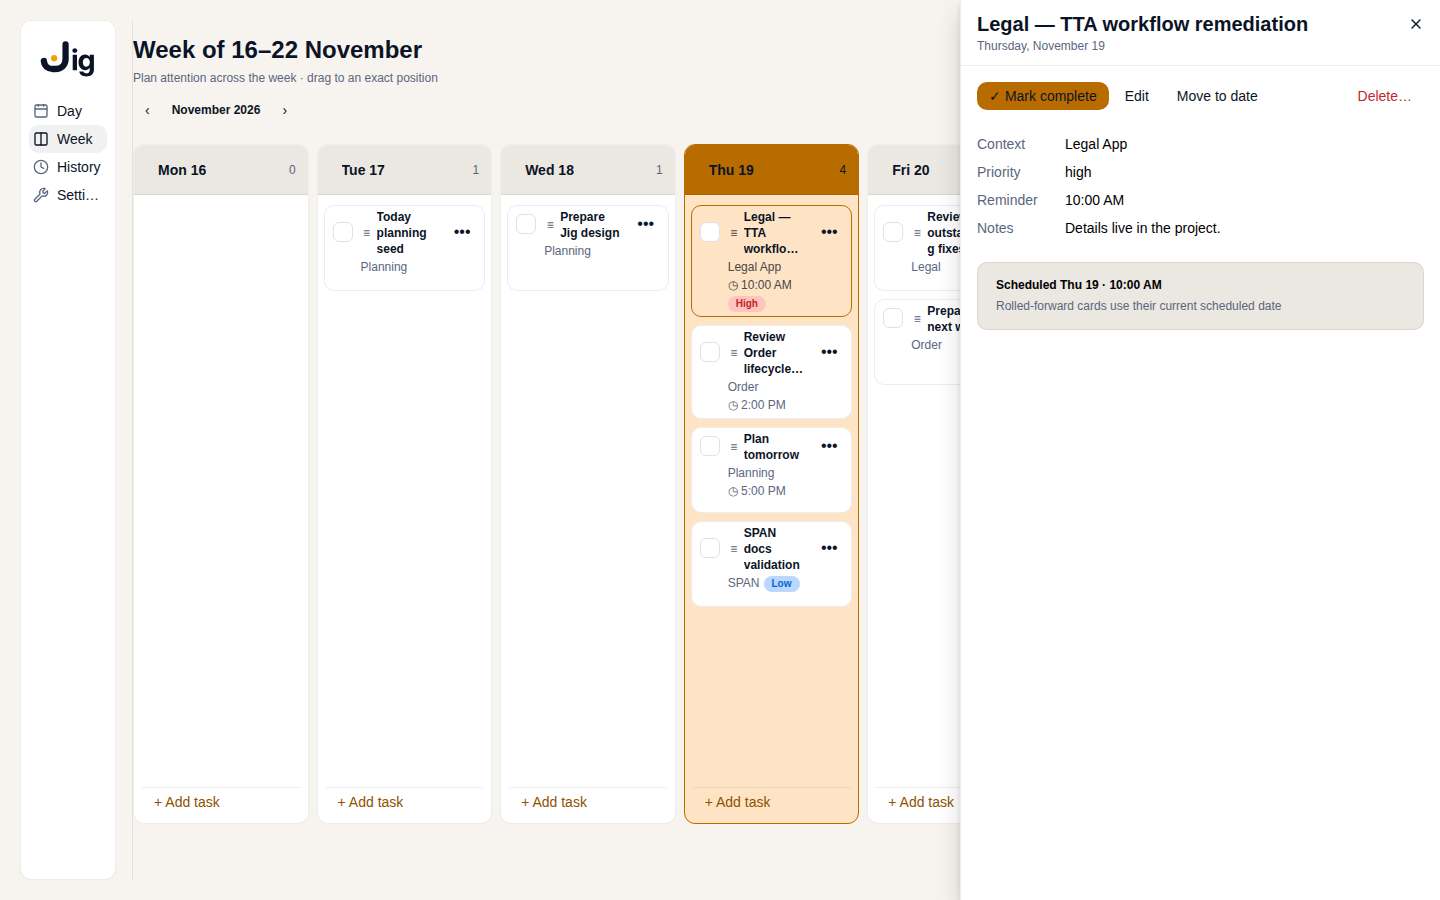 Jig
Day
Week
History
Setti…
Week of 16–22 November
Plan attention across the week · drag to an exact position
‹ November 2026 ›
Mon 16 0
+ Add task
Tue 17 1
Today
planning
seed
Planning
+ Add task
Wed 18 1
Prepare
Jig design
Planning
+ Add task
Thu 19 4
Legal —
TTA
workflo…
Legal App
10:00 AM
High
Review
Order
lifecycle…
Order
2:00 PM
Plan
tomorrow
Planning
5:00 PM
SPAN
docs
validation
SPAN Low
+ Add task
Fri 20
Legal
Order
+ Add task
Legal — TTA workflow remediation
Thursday, November 19
✓ Mark complete Edit Move to date Delete…
Context Legal App
Priority high
Reminder 10:00 AM
Notes Details live in the project.
Scheduled Thu 19 · 10:00 AM
Rolled-forward cards use their current scheduled date